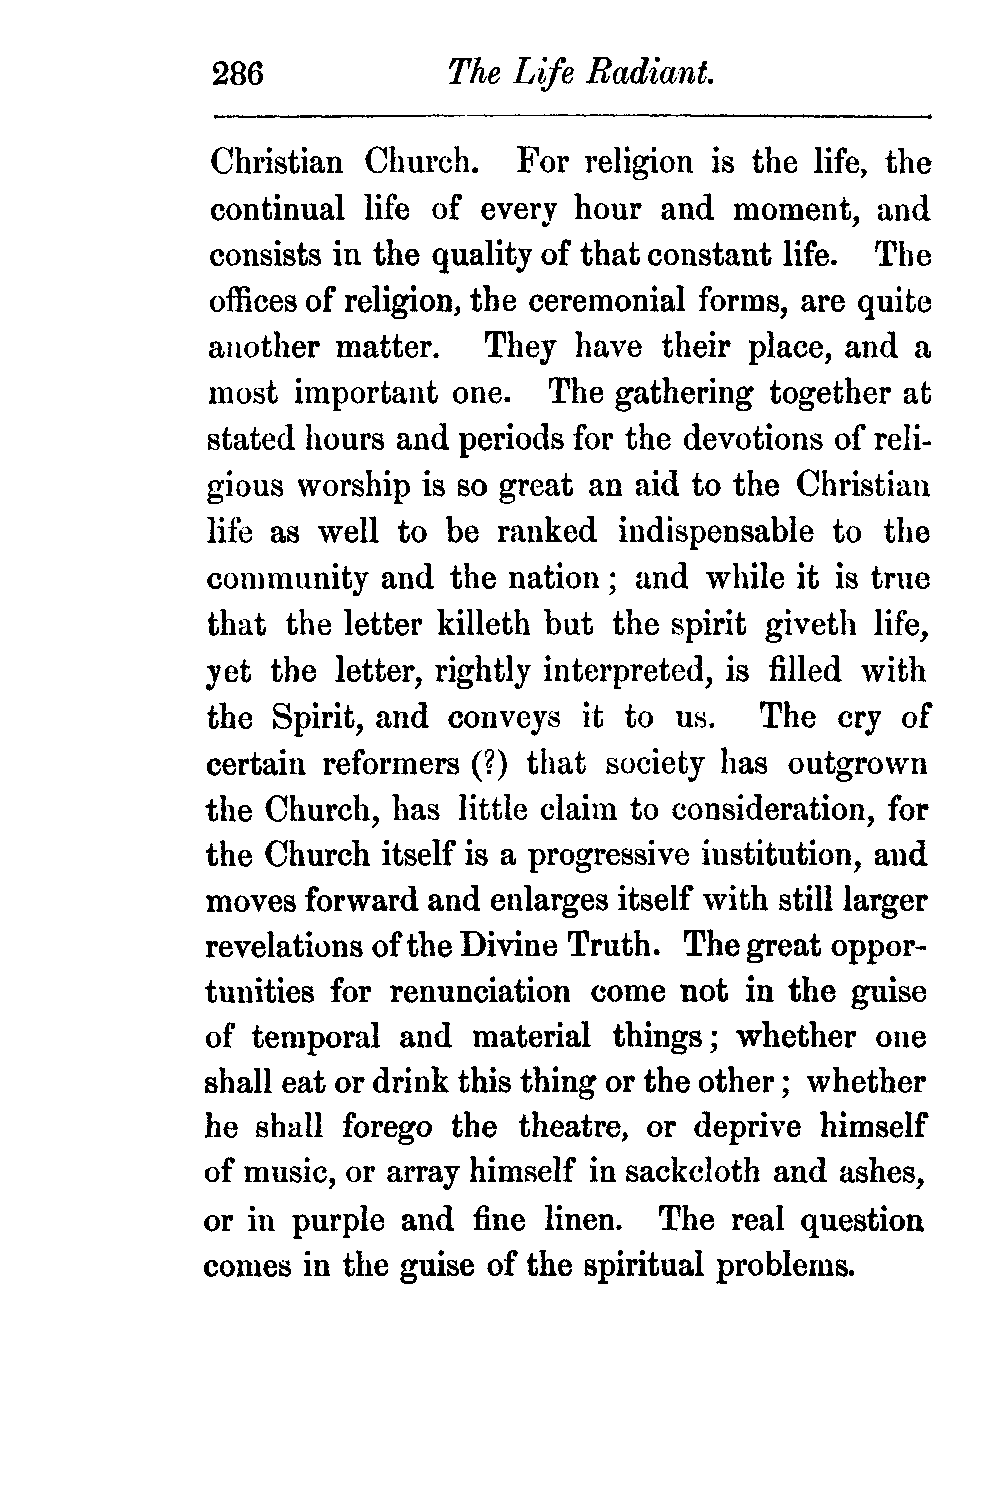 286 The Life Radiant.
Christian Church. For religion is the life, the
continual life of every hour and moment, and
consists in the quality of that constant life. The
offices of religion, the ceremonial forms, are quite
another matter. They have their place, and a
most important one. The gathering together at
stated hours and periods for the devotions of reli-
gious worship is so great an aid to the Christian
life as well to be ranked indispensable to the
community and the nation; and while it is true
that the letter killeth but the spirit giveth life,
yet the letter, rightly interpreted, is filled with
the Spirit, and conveys it to us. The cry of
certain reformers (?) that society has outgrown
the Church, has little claim to consideration, for
the Church itself is a progressive institution, and
moves forward and enlarges itself with still larger
revelations of the Divine Truth. The great oppor-
tunities for renunciation come not in the guise
of temporal and material things; whether one
shall eat or drink this thing or the other; whether
he shall forego the theatre, or deprive himself
of music, or array himself in sackcloth and ashes,
or in purple and fine linen. The real question
comes in the guise of the spiritual problems.